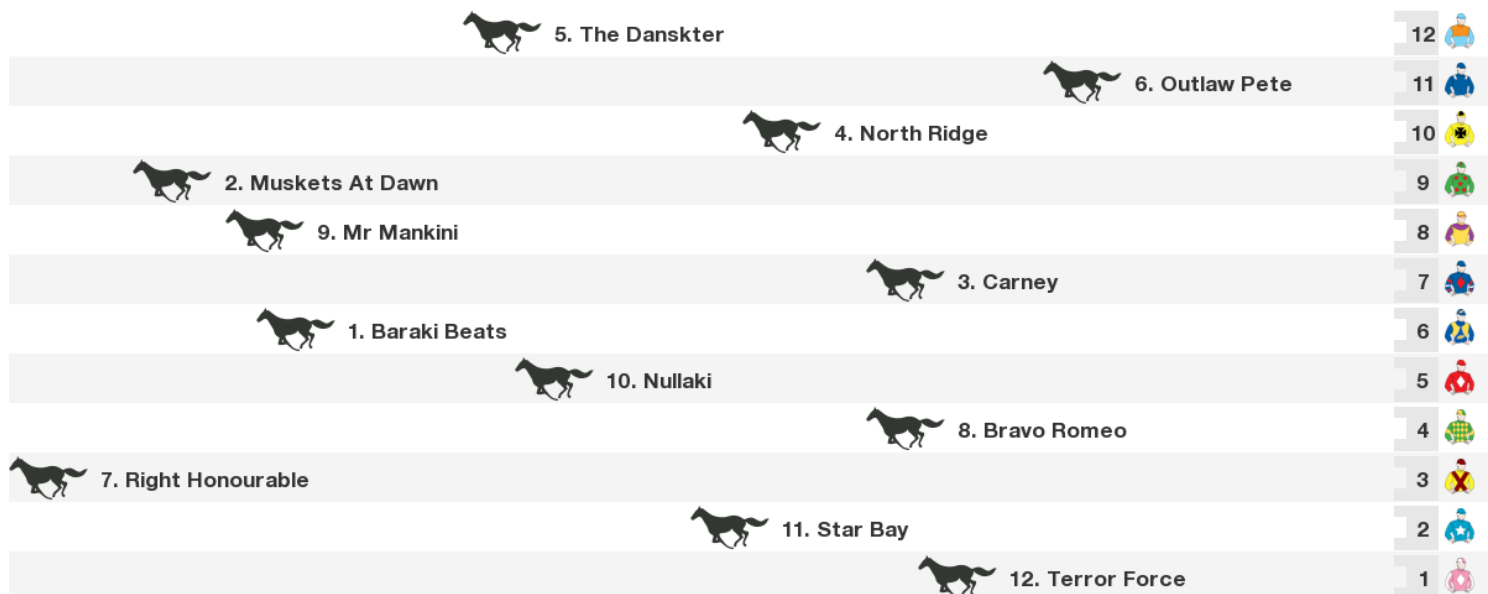 5. The Danskter 12
6. Outlaw Pete 11
4. North Ridge 10
2. Muskets At Dawn 9
9. Mr Mankini 8
3. Carney 7
1. Baraki Beats 6
10. Nullaki 5
8. Bravo Romeo 4
7. Right Honourable 3
11. Star Bay 2
12. Terror Force 1